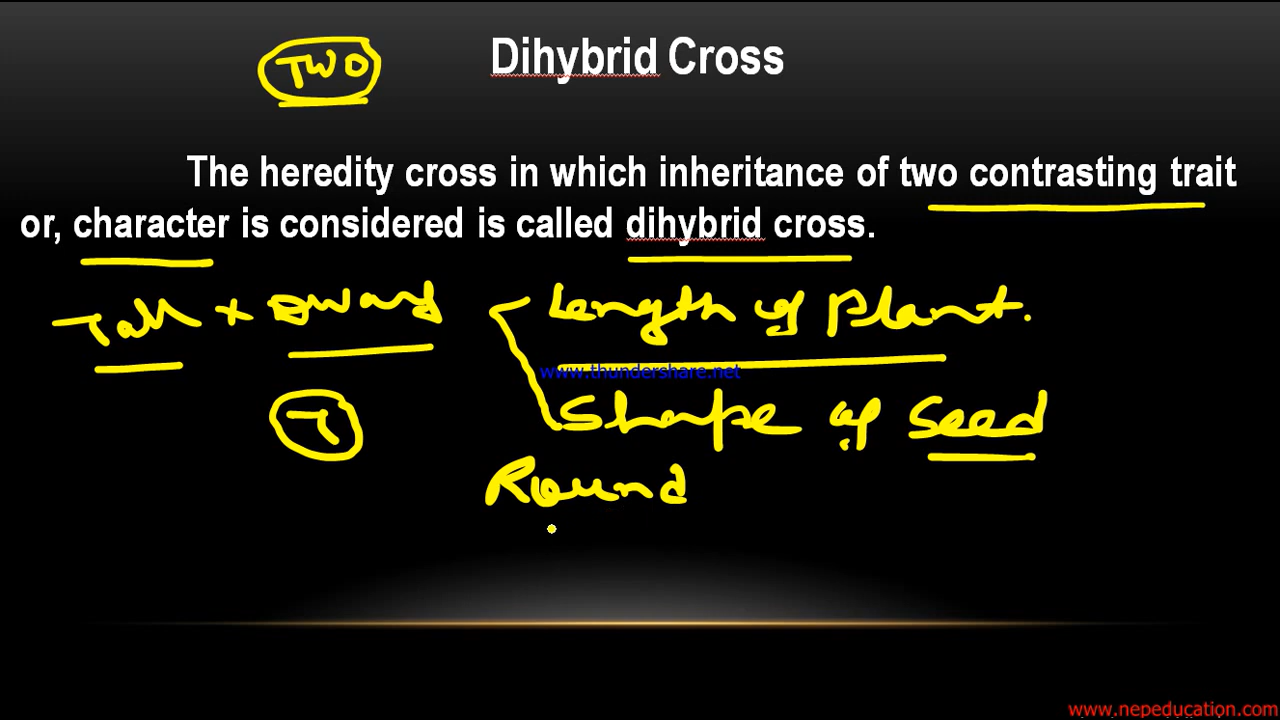 TWO Dihybrid Cross
The heredity cross in which inheritance of two contrasting trait
or, character is considered is called dihybrid cross.
Tall + Dward Length of plant.
www.thundershare.net
T Shape of Seed
Round
www.nepeducation.com